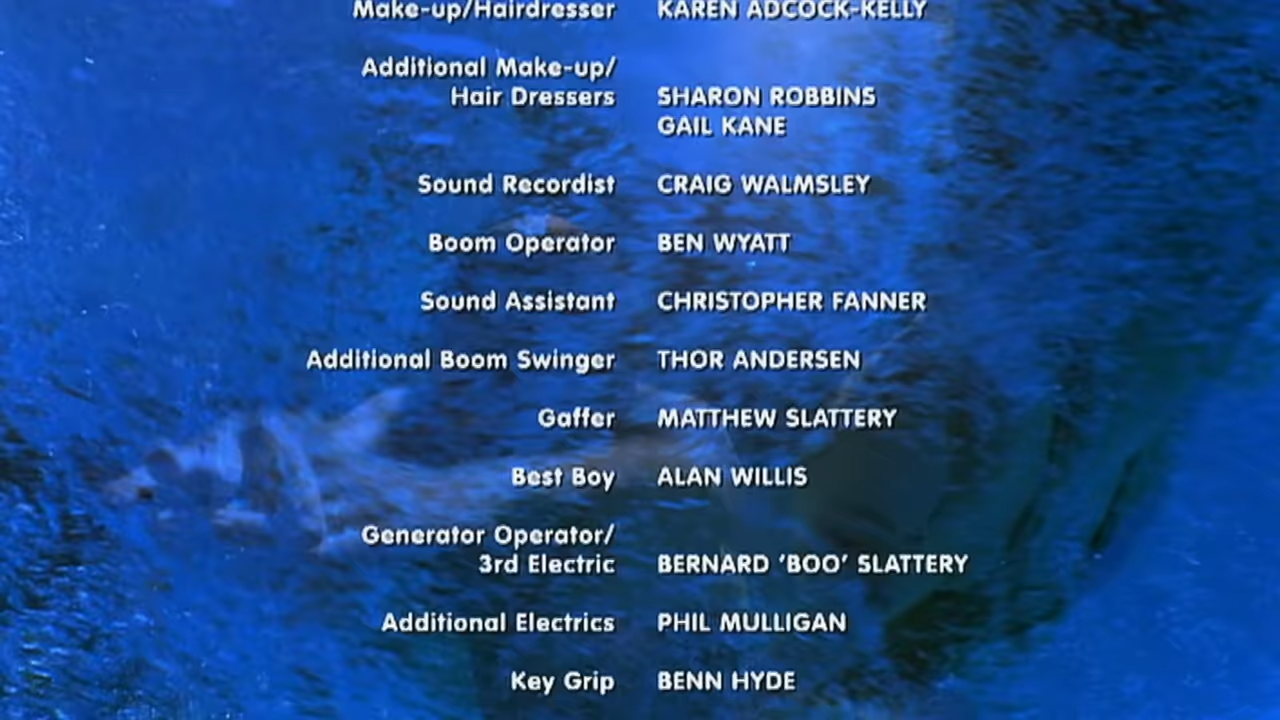 Make-up/Hairdresser KAREN ADCOCK-KELLY
Additional Make-up/
Hair Dressers SHARON ROBBINS
GAIL KANE
Sound Recordist CRAIG WALMSLEY
Boom Operator BEN WYATT
Sound Assistant CHRISTOPHER FANNER
Additional Boom Swinger THOR ANDERSEN
Gaffer MATTHEW SLATTERY
Best Boy ALAN WILLIS
Generator Operator/
3rd Electric BERNARD 'BOO' SLATTERY
Additional Electrics PHIL MULLIGAN
Key Grip BENN HYDE